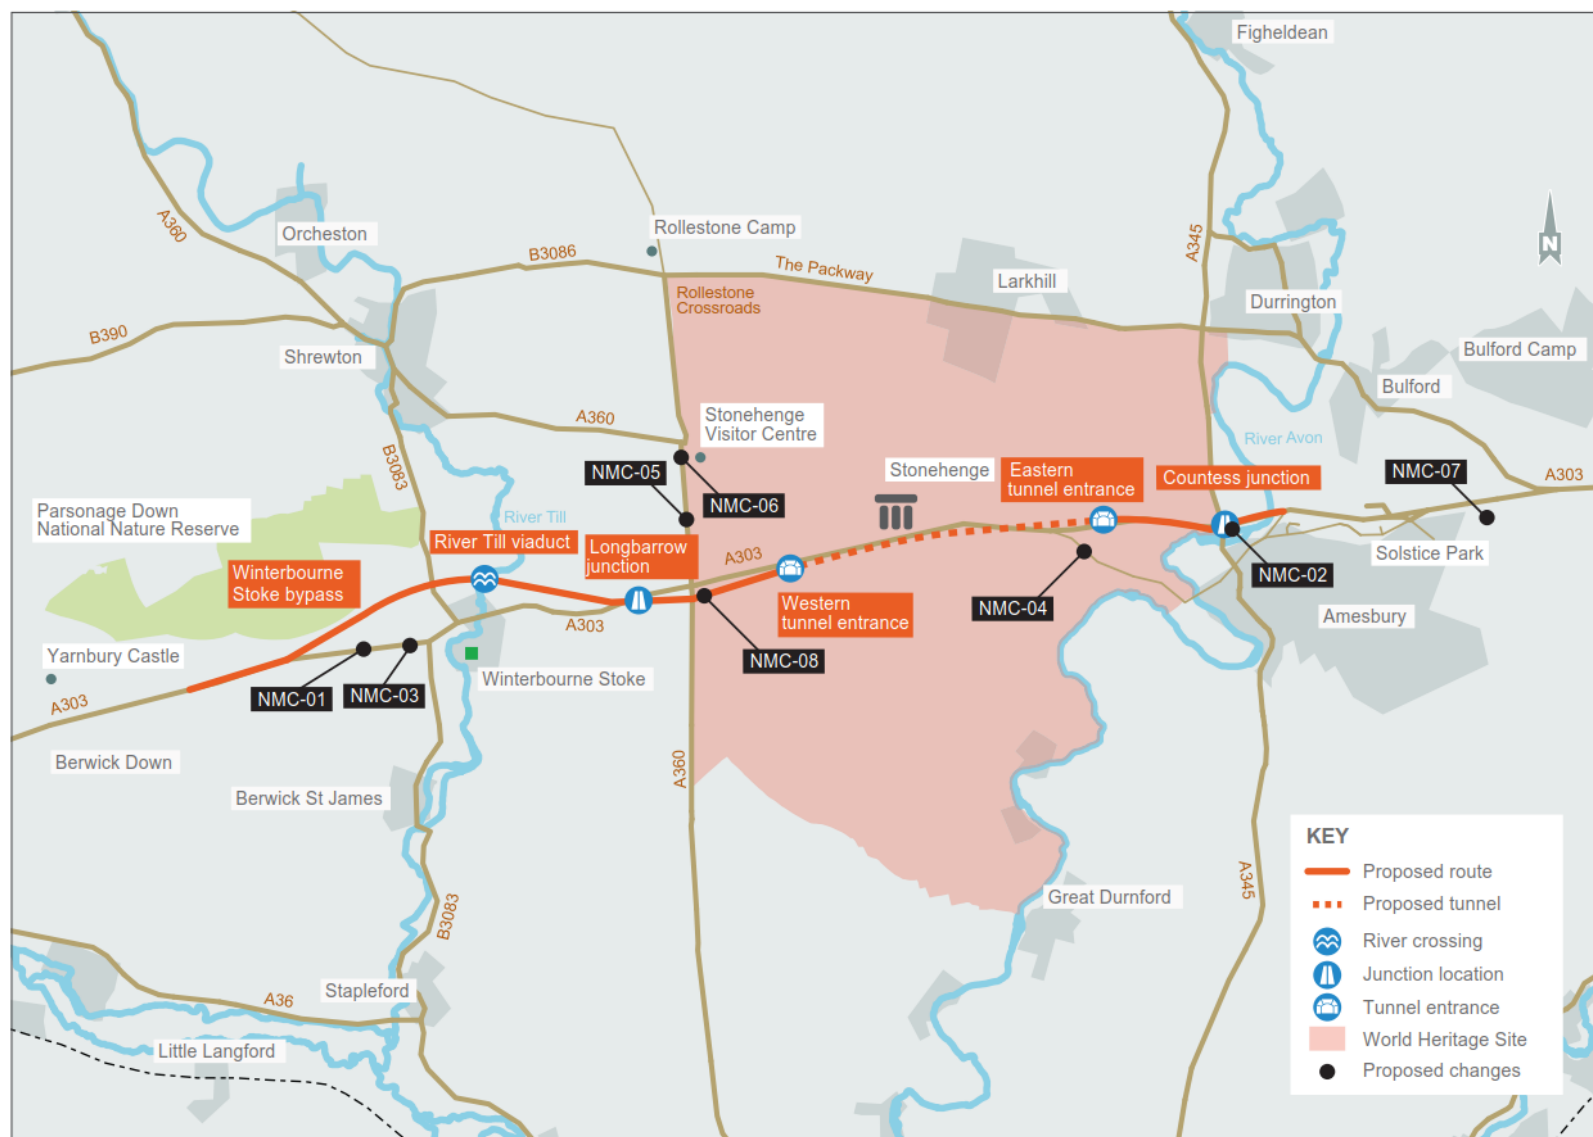 Figheldean
A360
Orcheston
Rollestone Camp
A345
B3086
The Packway
Larkhill
Durrington
Rollestone
Crossroads
B390
Shrewton
Bulford Camp
Bulford
A360
Stonehenge
Visitor Centre
River Avon
B3083
NMC-05
NMC-06
Stonehenge
Eastern
tunnel entrance
Countess junction
NMC-07
A303
Parsonage Down
National Nature Reserve
River Till
River Till viaduct
Longbarrow
junction
A303
Solstice Park
NMC-02
Winterbourne
Stoke bypass
Western
tunnel entrance
NMC-04
Amesbury
A303
NMC-08
Yarnbury Castle
NMC-01
NMC-03
Winterbourne Stoke
A303
Berwick Down
A360
Berwick St James
A345
Great Durnford
B3083
Stapleford
A36
Little Langford
N
KEY
Proposed route
Proposed tunnel
River crossing
Junction location
Tunnel entrance
World Heritage Site
Proposed changes